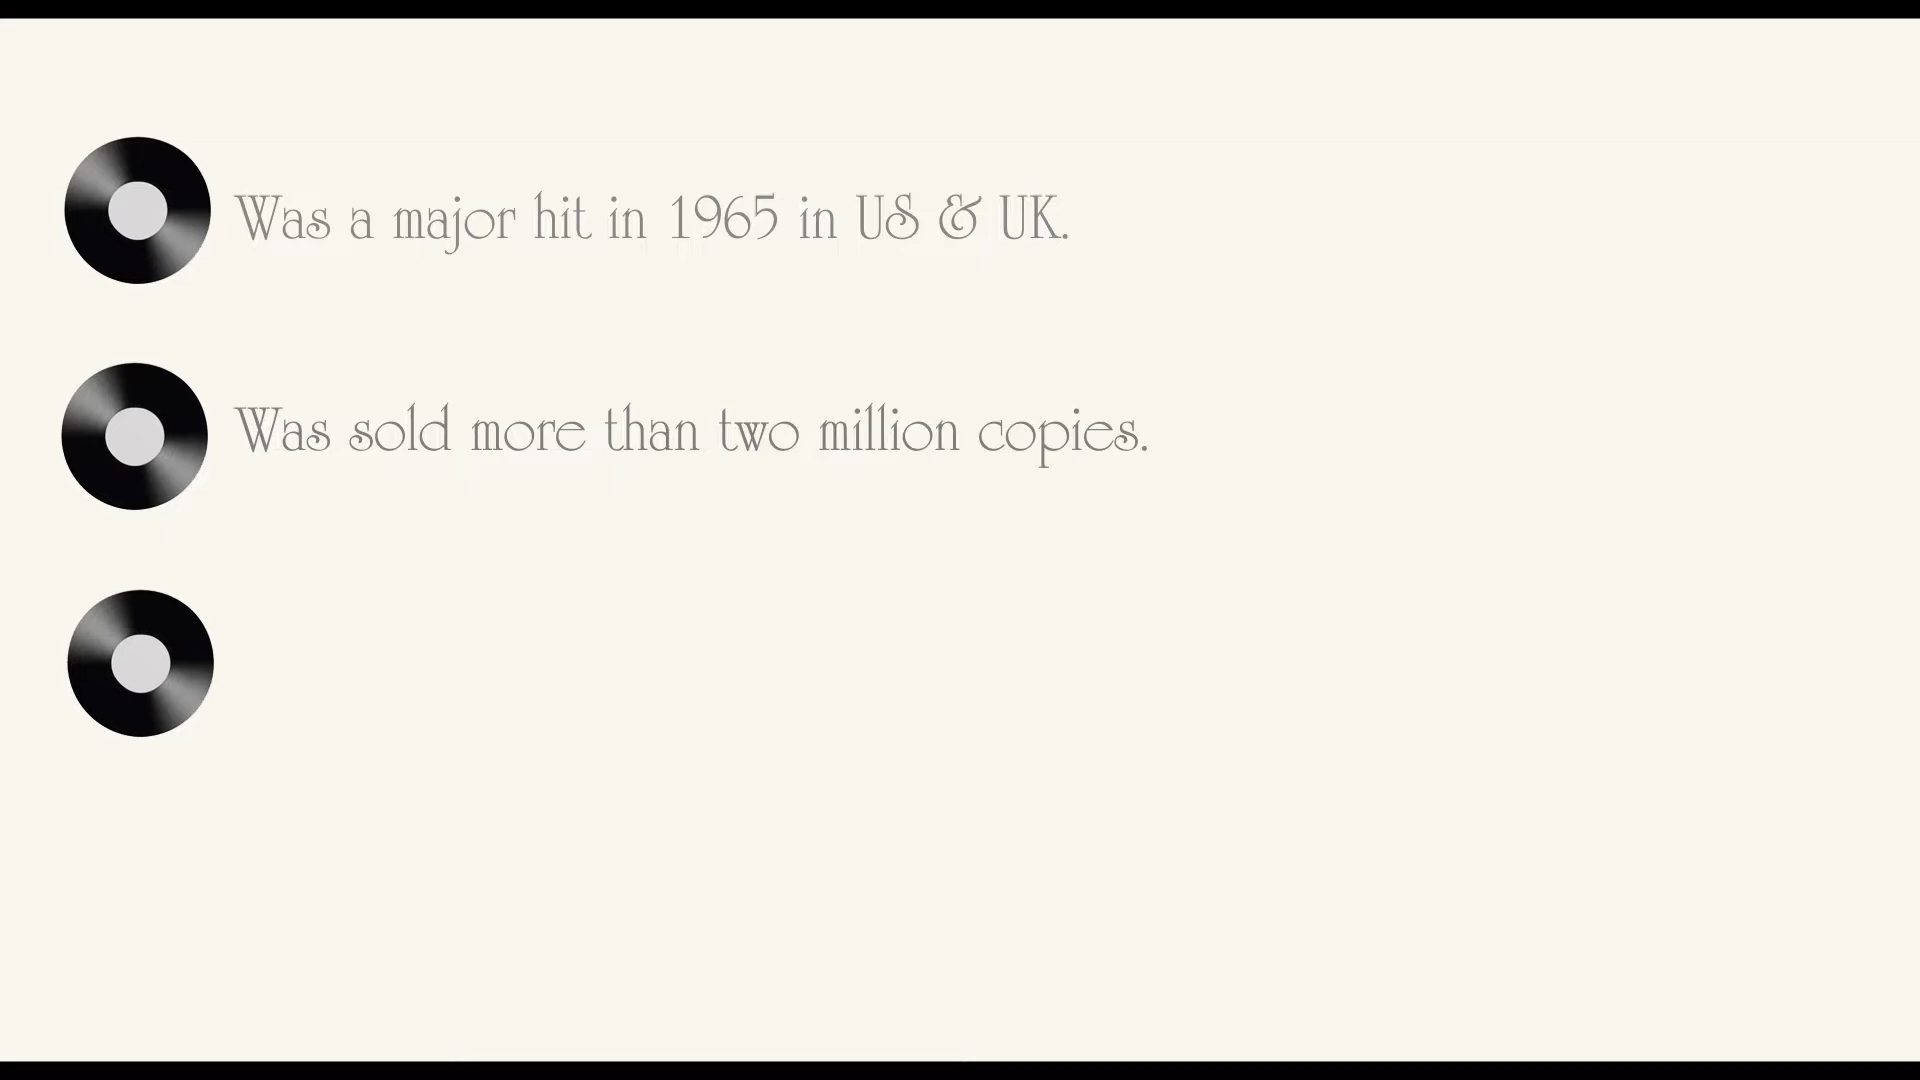 Was a major hit in 1965 in US & UK.
Was sold more than two million copies.